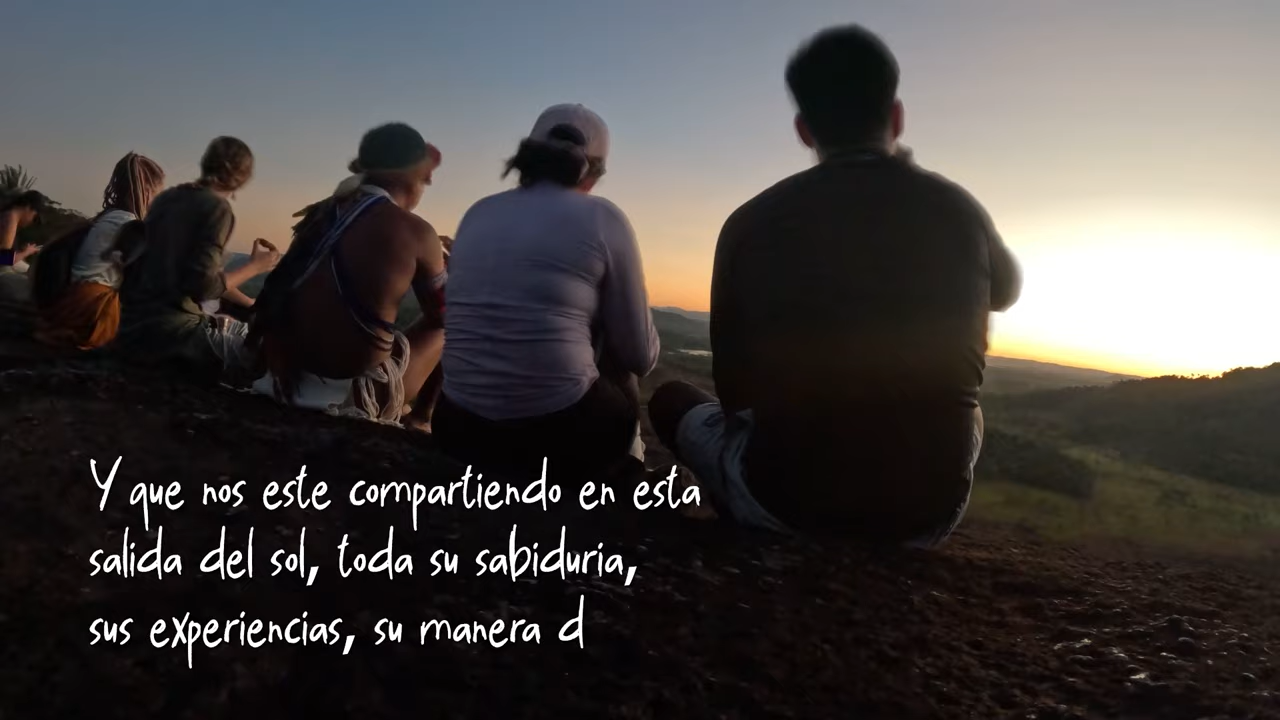 Y que nos este compartiendo en esta
salida del sol, toda su sabiduria,
sus experiencias, su manera d